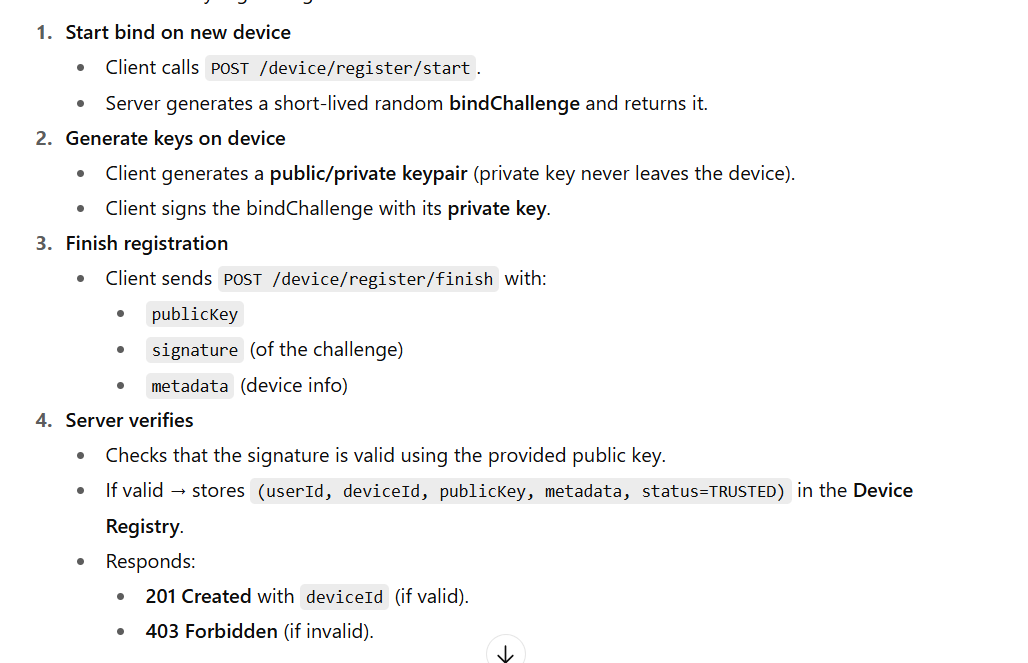 1. Start bind on new device
• Client calls POST /device/register/start.
• Server generates a short-lived random bindChallenge and returns it.
2. Generate keys on device
• Client generates a public/private keypair (private key never leaves the device).
• Client signs the bindChallenge with its private key.
3. Finish registration
• Client sends POST /device/register/finish with:
• publicKey
• signature (of the challenge)
• metadata (device info)
4. Server verifies
• Checks that the signature is valid using the provided public key.
• If valid → stores (userId, deviceId, publicKey, metadata, status=TRUSTED) in the Device
Registry.
• Responds:
• 201 Created with deviceId (if valid).
• 403 Forbidden (if invalid).